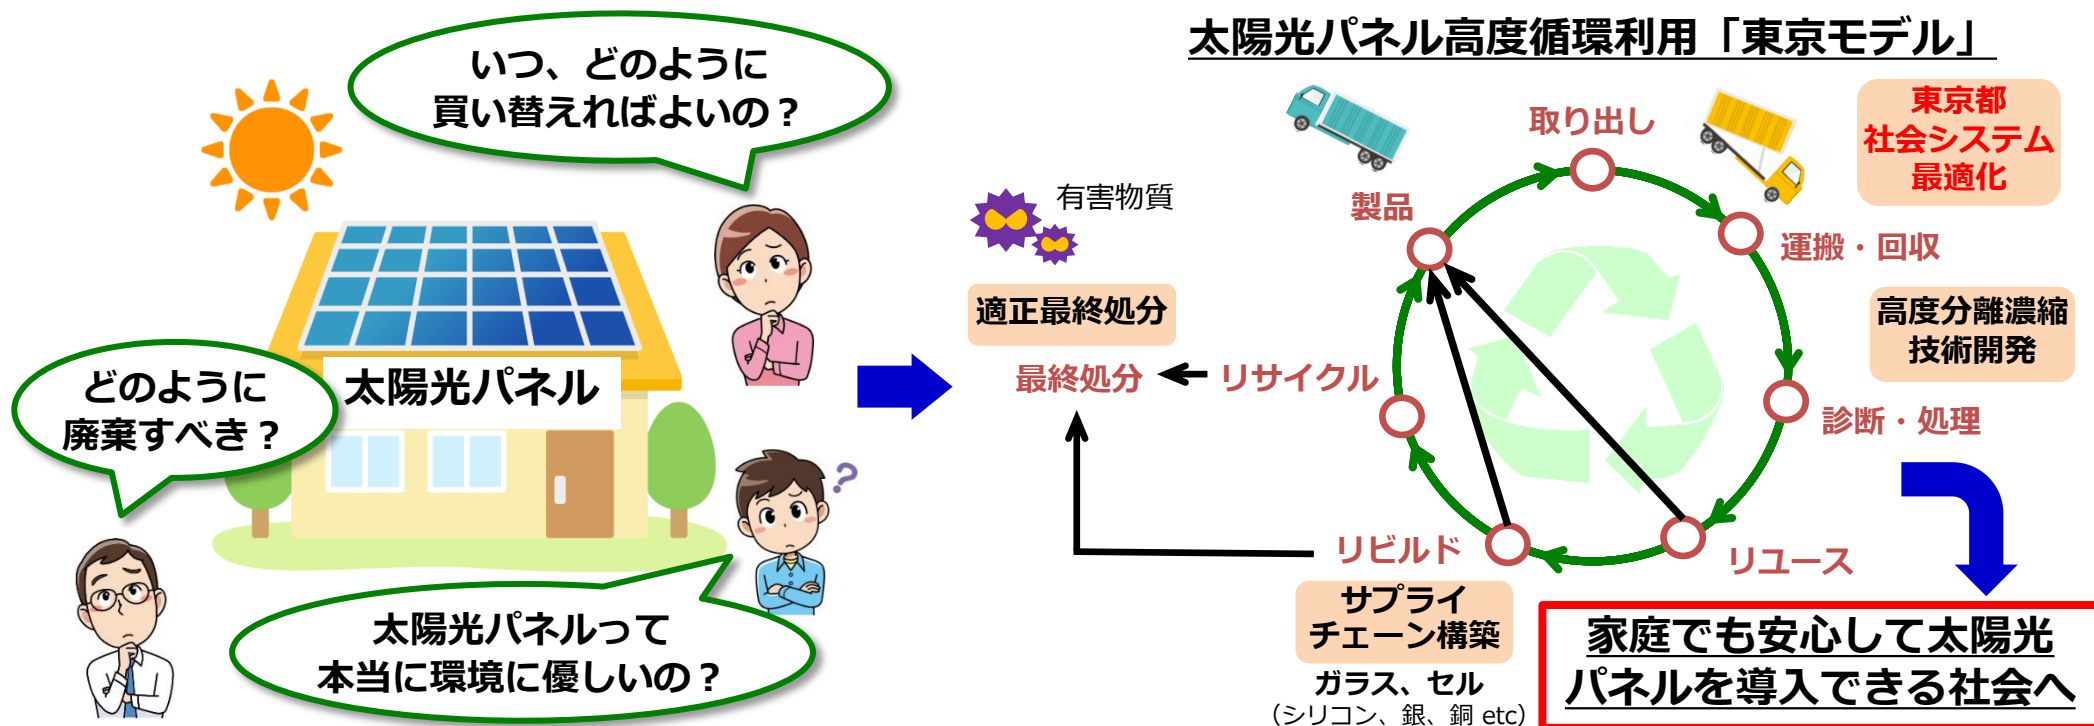 いつ、どのように
買い替えればよいの？
どのように
廃棄すべき？
太陽光パネル
太陽光パネルって
本当に環境に優しいの？
太陽光パネル高度循環利用「東京モデル」
取り出し
東京都
社会システム
最適化
製品
有害物質
運搬・回収
適正最終処分
高度分離濃縮
技術開発
最終処分
リサイクル
診断・処理
リビルド
リユース
サプライ
チェーン構築
ガラス、セル
（シリコン、銀、銅 etc）
家庭でも安心して太陽光
パネルを導入できる社会へ